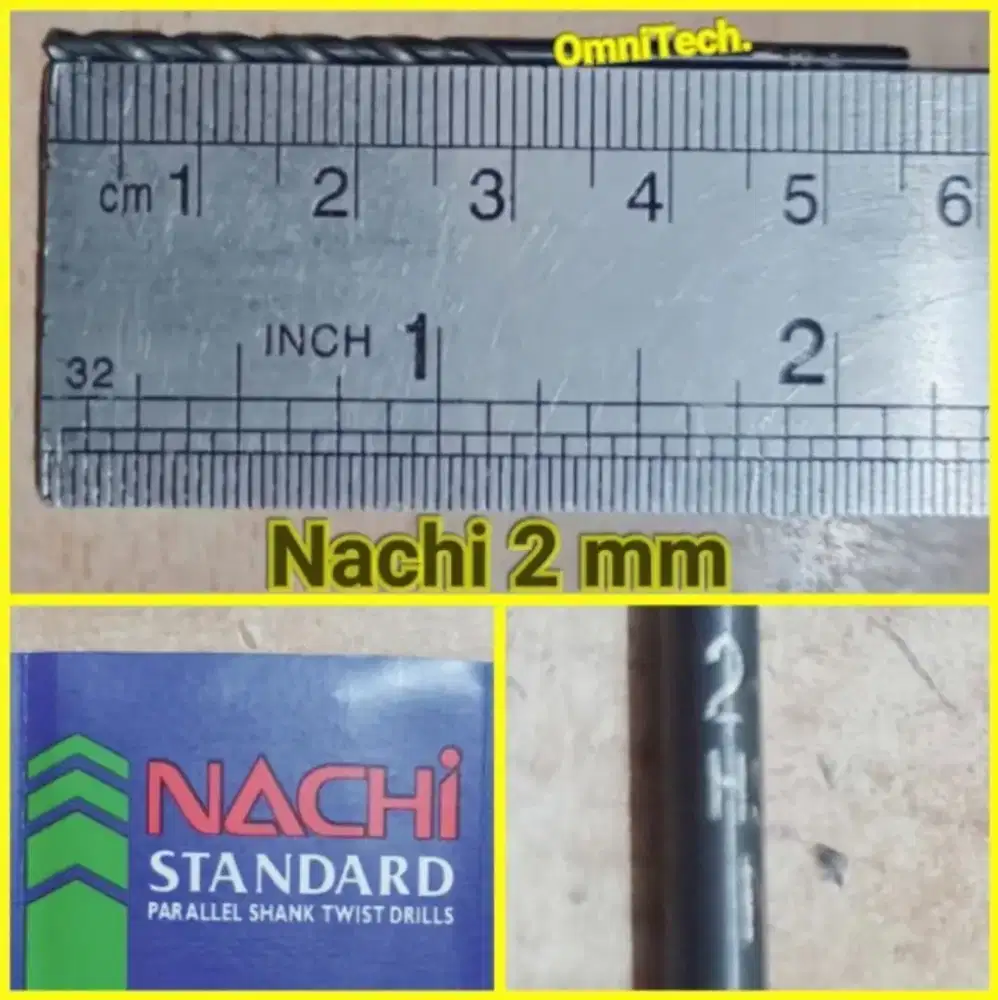 OmniTech.
cm 1 2 3 4 5 6
INCH 1 2
32
Nachi 2 mm
NACHi
STANDARD
PARALLEL SHANK TWIST DRILLS
2
H